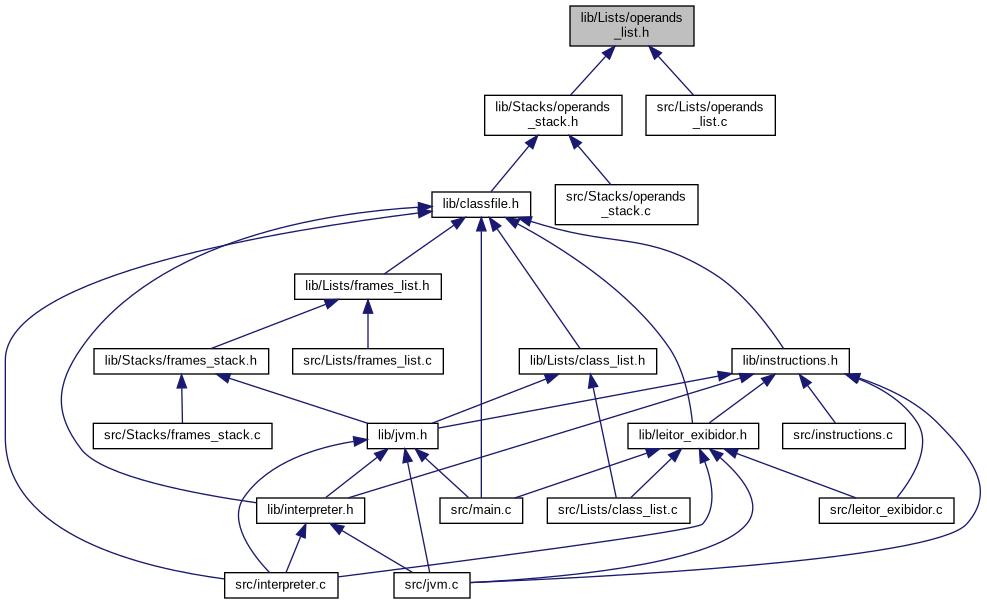 lib/Lists/operands
_list.h
lib/Stacks/operands
_stack.h
src/Lists/operands
_list.c
lib/classfile.h
src/Stacks/operands
_stack.c
lib/Lists/frames_list.h
lib/Stacks/frames_stack.h
src/Lists/frames_list.c
lib/Lists/class_list.h
lib/instructions.h
src/Stacks/frames_stack.c
lib/jvm.h
lib/leitor_exibidor.h
src/instructions.c
lib/interpreter.h
src/main.c
src/Lists/class_list.c
src/leitor_exibidor.c
src/interpreter.c
src/jvm.c